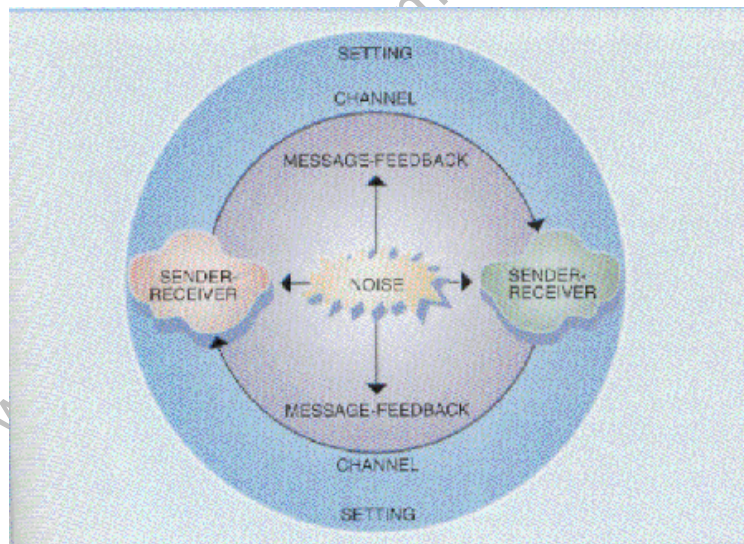 SETTING
CHANNEL
MESSAGE-FEEDBACK
SENDER-
RECEIVER
NOISE
SENDER-
RECEIVER
MESSAGE-FEEDBACK
CHANNEL
SETTING